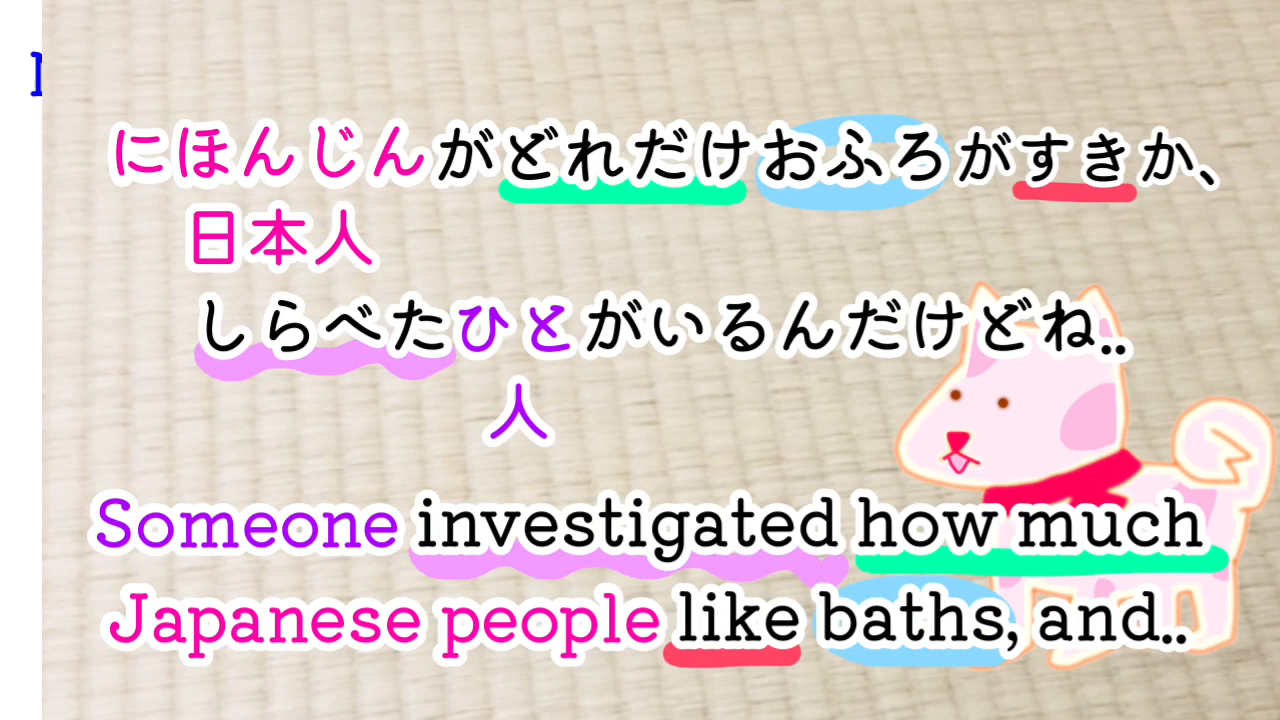 にほんじんがどれだけおふろがすきか、
日本人
しらべたひとがいるんだけどね..
人
Someone investigated how much
Japanese people like baths, and..